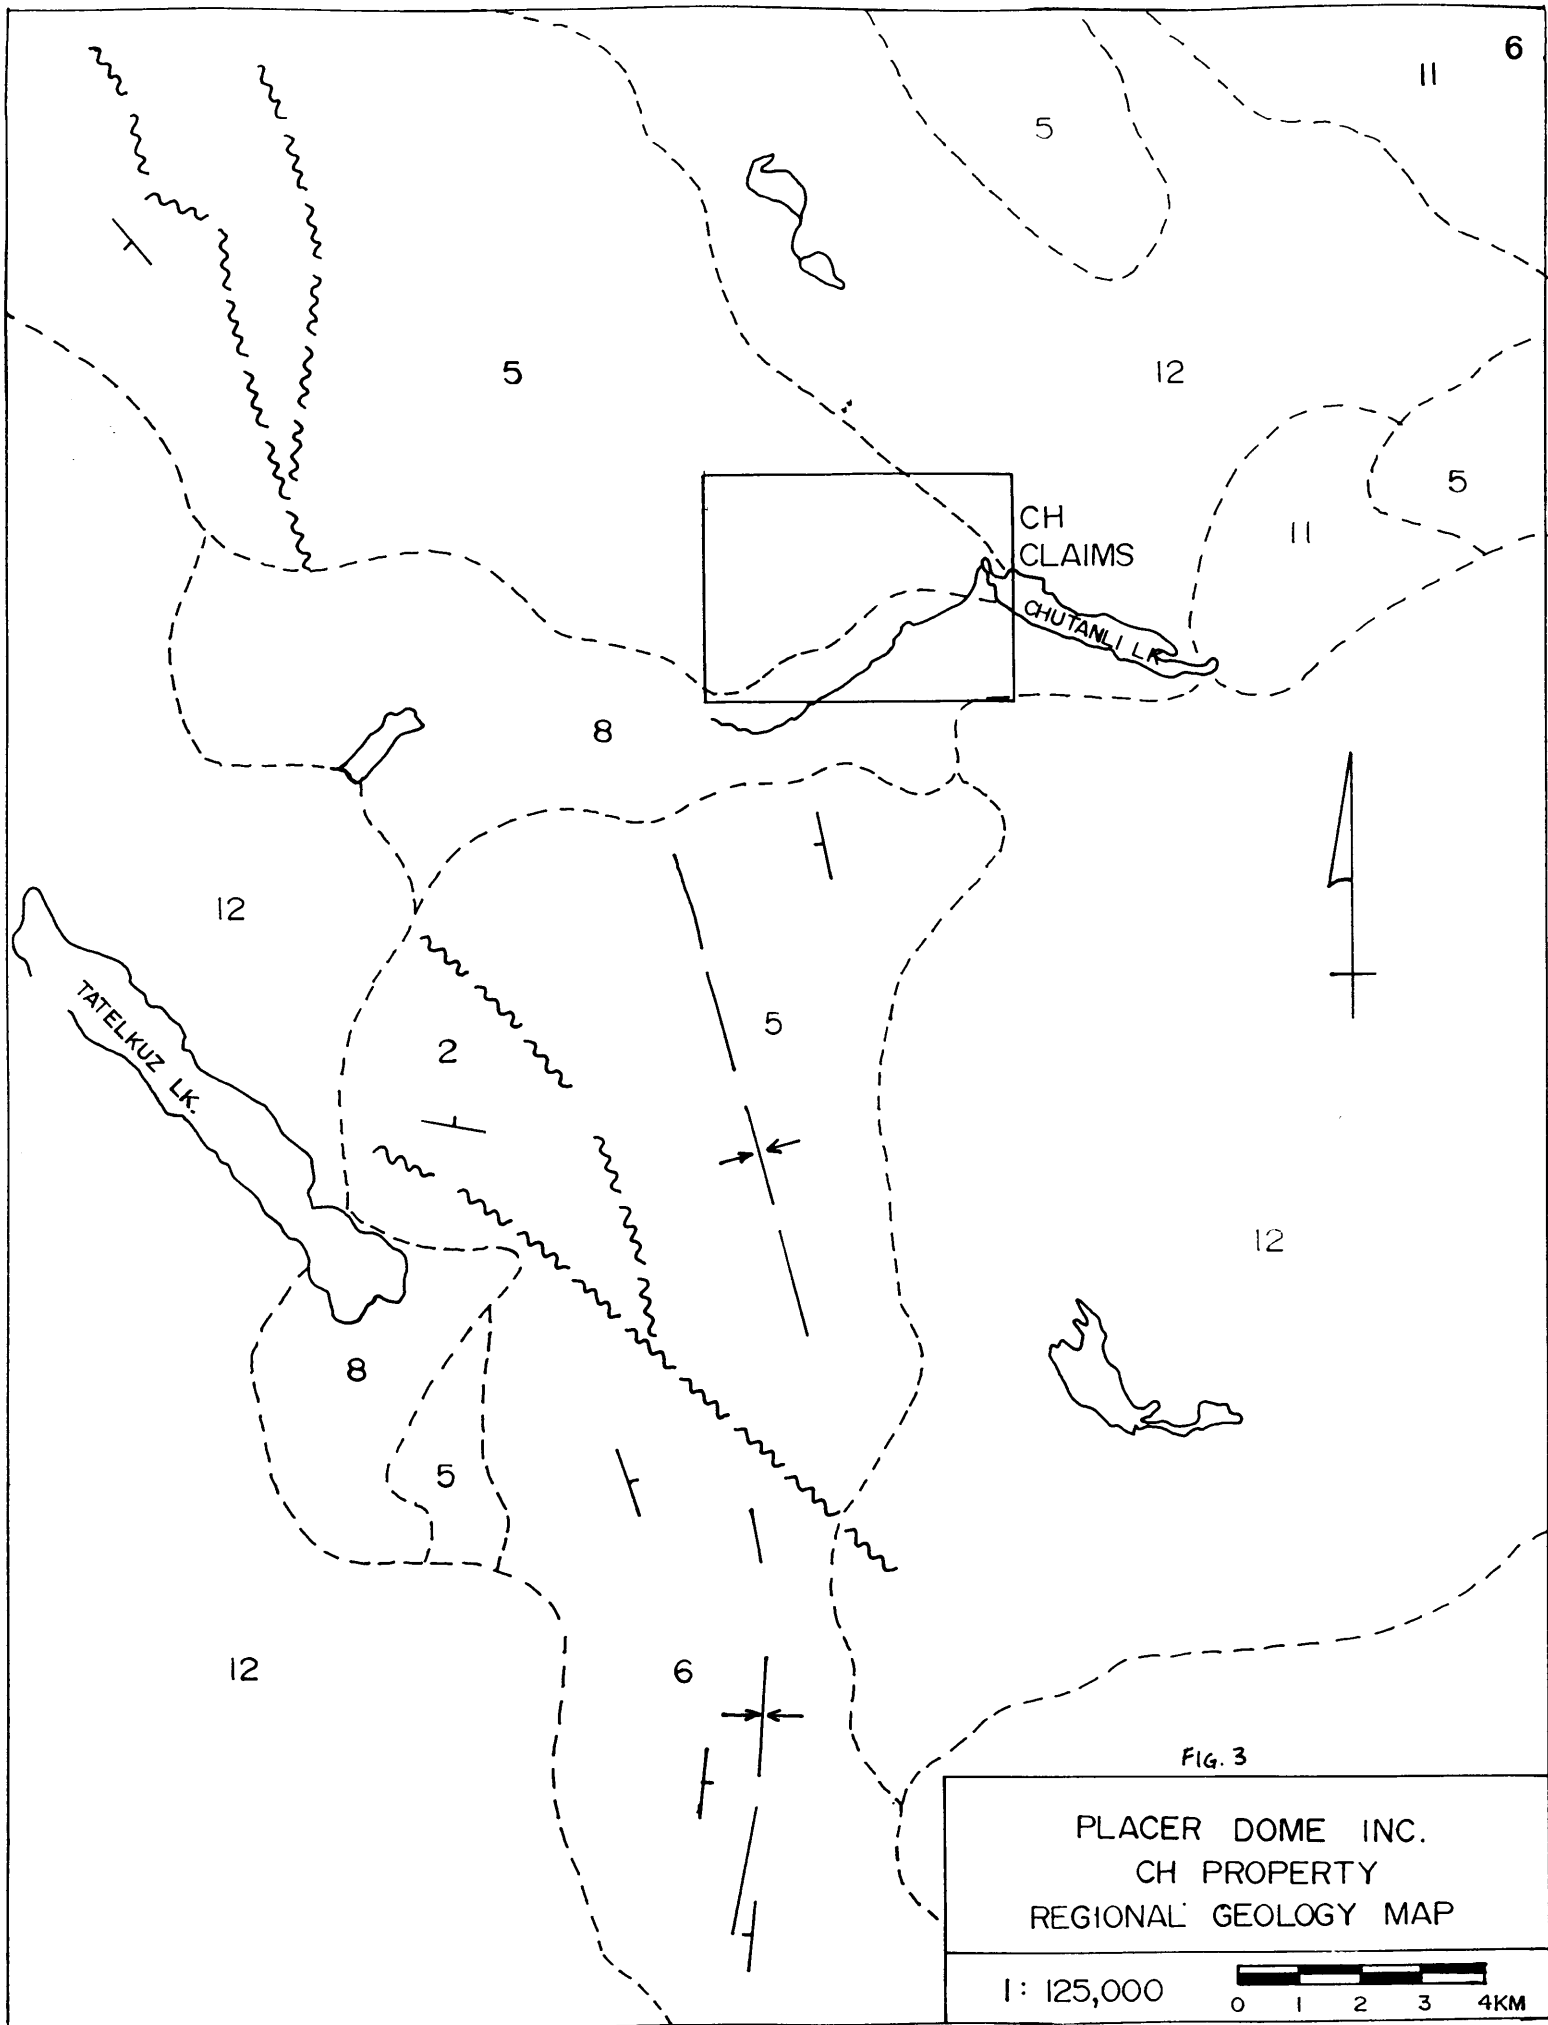 6
11
5
5
12
5
11
CH
CLAIMS
CHUTANLI LK
8
12
TATELKUZ LK.
2
5
12
8
5
12
6
FIG. 3
PLACER DOME INC.
CH PROPERTY
REGIONAL GEOLOGY MAP
1: 125,000
0 1 2 3 4KM